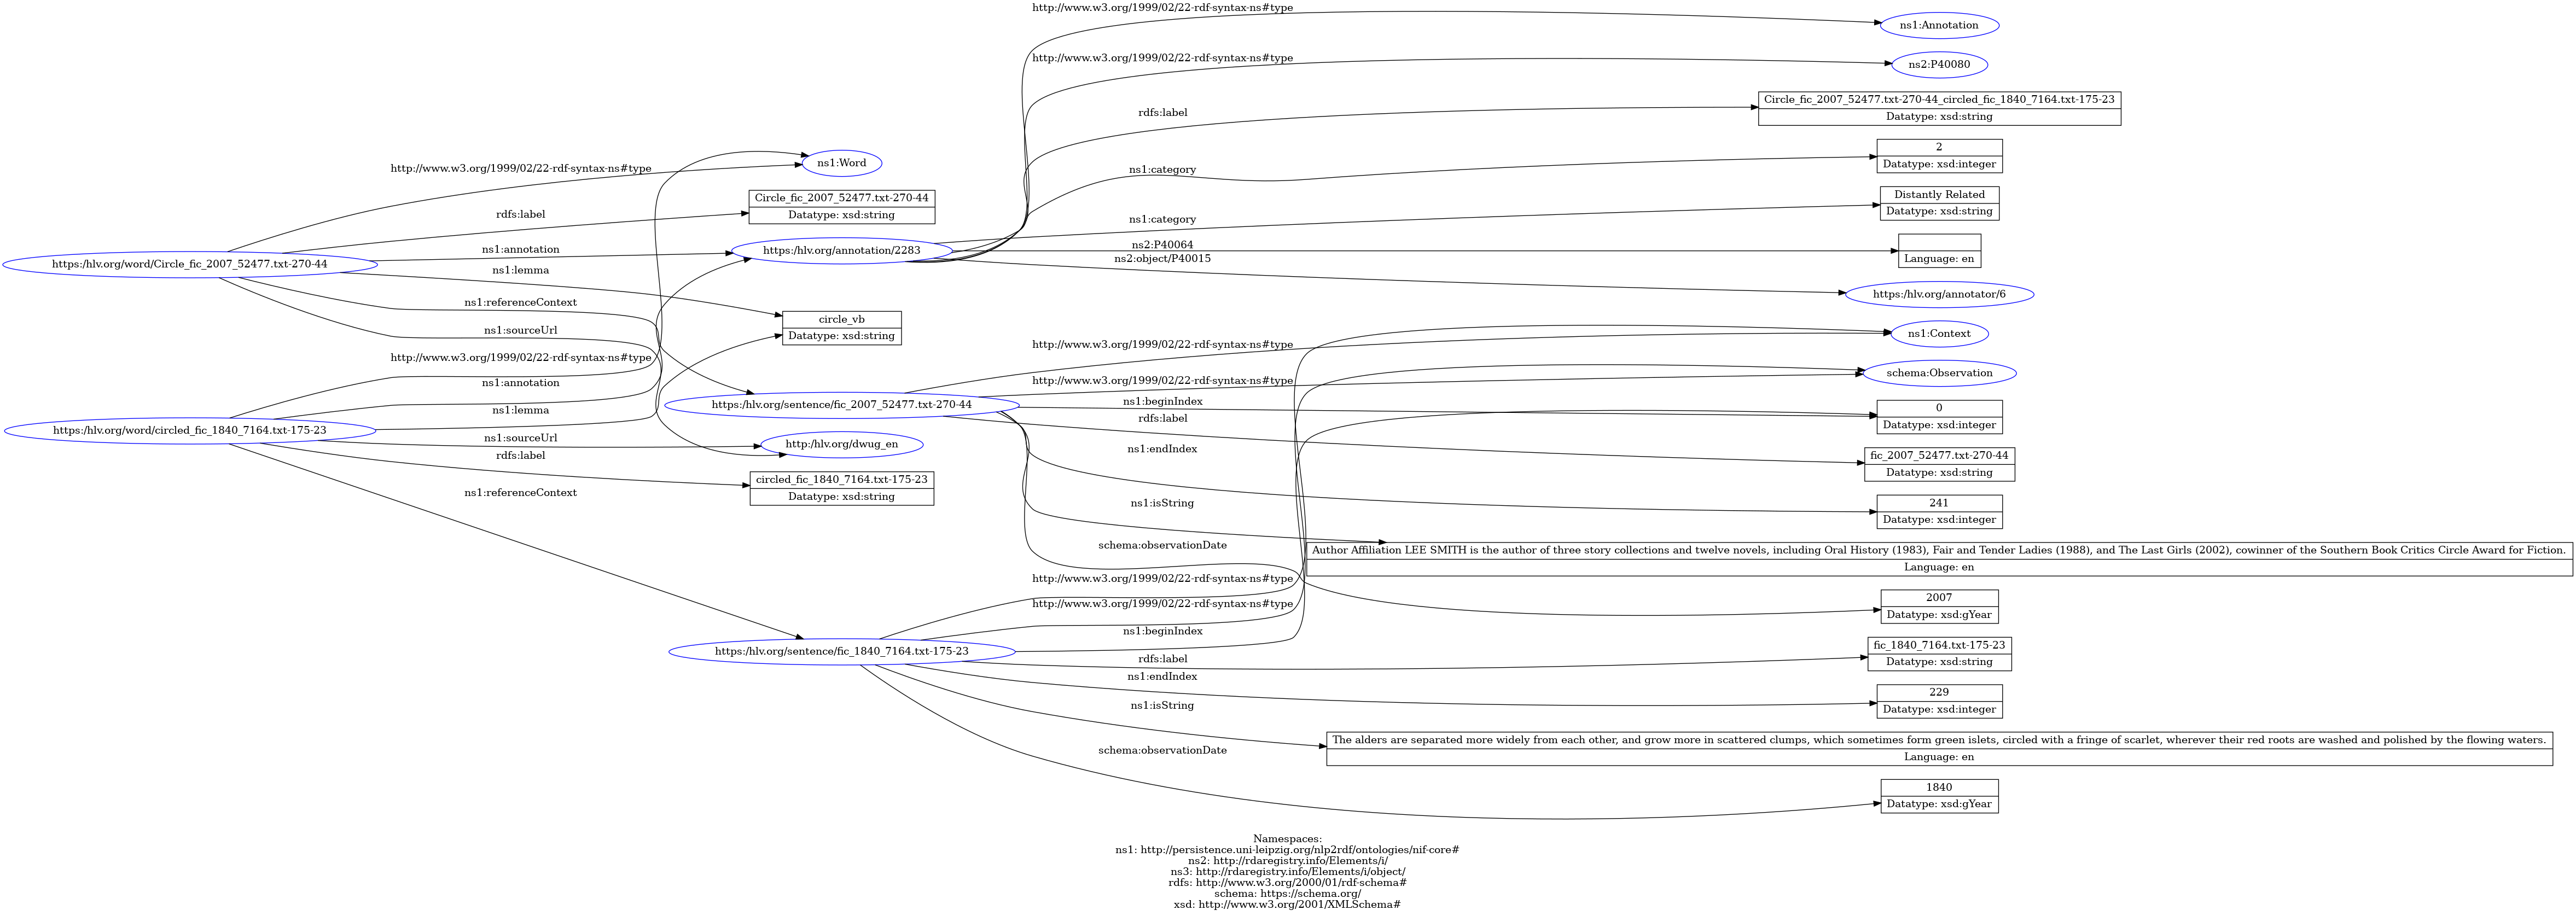 http://www.w3.org/1999/02/22-rdf-syntax-ns#type
ns1:Annotation
http://www.w3.org/1999/02/22-rdf-syntax-ns#type
ns2:P40080
rdfs:label
Circle_fic_2007_52477.txt-270-44_circled_fic_1840_7164.txt-175-23
Datatype: xsd:string
ns1:category
2
Datatype: xsd:integer
ns1:category
Distantly Related
Datatype: xsd:string
ns2:P40064
Language: en
ns2:object/P40015
https:/hlv.org/annotator/6
http://www.w3.org/1999/02/22-rdf-syntax-ns#type
ns1:Word
rdfs:label
Circle_fic_2007_52477.txt-270-44
Datatype: xsd:string
https:/hlv.org/word/Circle_fic_2007_52477.txt-270-44
ns1:annotation
https:/hlv.org/annotation/2283
ns1:lemma
circle_vb
Datatype: xsd:string
ns1:referenceContext
ns1:sourceUrl
http://www.w3.org/1999/02/22-rdf-syntax-ns#type
ns1:annotation
ns1:lemma
https:/hlv.org/word/circled_fic_1840_7164.txt-175-23
ns1:sourceUrl
http:/hlv.org/dwug_en
rdfs:label
circled_fic_1840_7164.txt-175-23
Datatype: xsd:string
ns1:referenceContext
https:/hlv.org/sentence/fic_2007_52477.txt-270-44
http://www.w3.org/1999/02/22-rdf-syntax-ns#type
ns1:Context
http://www.w3.org/1999/02/22-rdf-syntax-ns#type
schema:Observation
ns1:beginIndex
0
Datatype: xsd:integer
rdfs:label
fic_2007_52477.txt-270-44
Datatype: xsd:string
ns1:endIndex
241
Datatype: xsd:integer
ns1:isString
Author Affiliation LEE SMITH is the author of three story collections and twelve novels, including Oral History (1983), Fair and Tender Ladies (1988), and The Last Girls (2002), cowinner of the Southern Book Critics Circle Award for Fiction.
Language: en
schema:observationDate
2007
Datatype: xsd:gYear
https:/hlv.org/sentence/fic_1840_7164.txt-175-23
http://www.w3.org/1999/02/22-rdf-syntax-ns#type
http://www.w3.org/1999/02/22-rdf-syntax-ns#type
ns1:beginIndex
rdfs:label
fic_1840_7164.txt-175-23
Datatype: xsd:string
ns1:endIndex
229
Datatype: xsd:integer
ns1:isString
The alders are separated more widely from each other, and grow more in scattered clumps, which sometimes form green islets, circled with a fringe of scarlet, wherever their red roots are washed and polished by the flowing waters.
Language: en
schema:observationDate
1840
Datatype: xsd:gYear
Namespaces:
ns1: http://persistence.uni-leipzig.org/nlp2rdf/ontologies/nif-core#
ns2: http://rdaregistry.info/Elements/i/
ns3: http://rdaregistry.info/Elements/i/object/
rdfs: http://www.w3.org/2000/01/rdf-schema#
schema: https://schema.org/
xsd: http://www.w3.org/2001/XMLSchema#